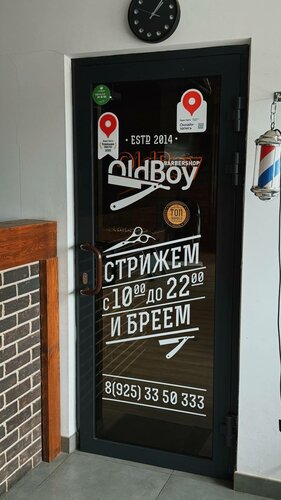 • ESTD 2014 •
BARBERSHOP
OldBoy
ТОП
СТРИЖЕМ
с 10⁰⁰ до 22⁰⁰
И БРЕЕМ
8(925) 33 50 333